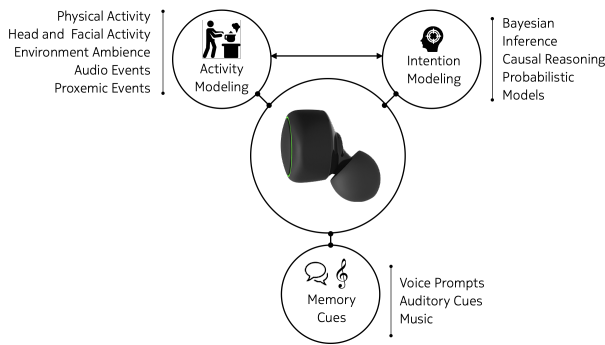 Physical Activity
Head and Facial Activity
Environment Ambience
Audio Events
Proxemic Events
Activity
Modeling
Intention
Modeling
Bayesian
Inference
Causal Reasoning
Probabilistic
Models
Memory
Cues
Voice Prompts
Auditory Cues
Music